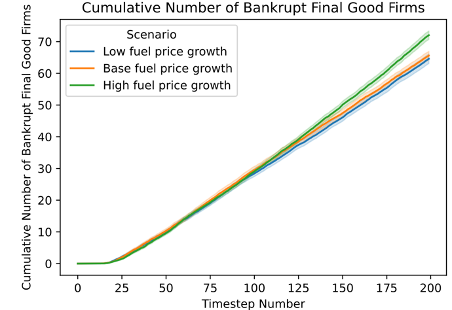 Cumulative Number of Bankrupt Final Good Firms
Cumulative Number of Bankrupt Final Good Firms
Scenario
Low fuel price growth
Base fuel price growth
High fuel price growth
70
60
50
40
30
20
10
0
0 25 50 75 100 125 150 175 200
Timestep Number